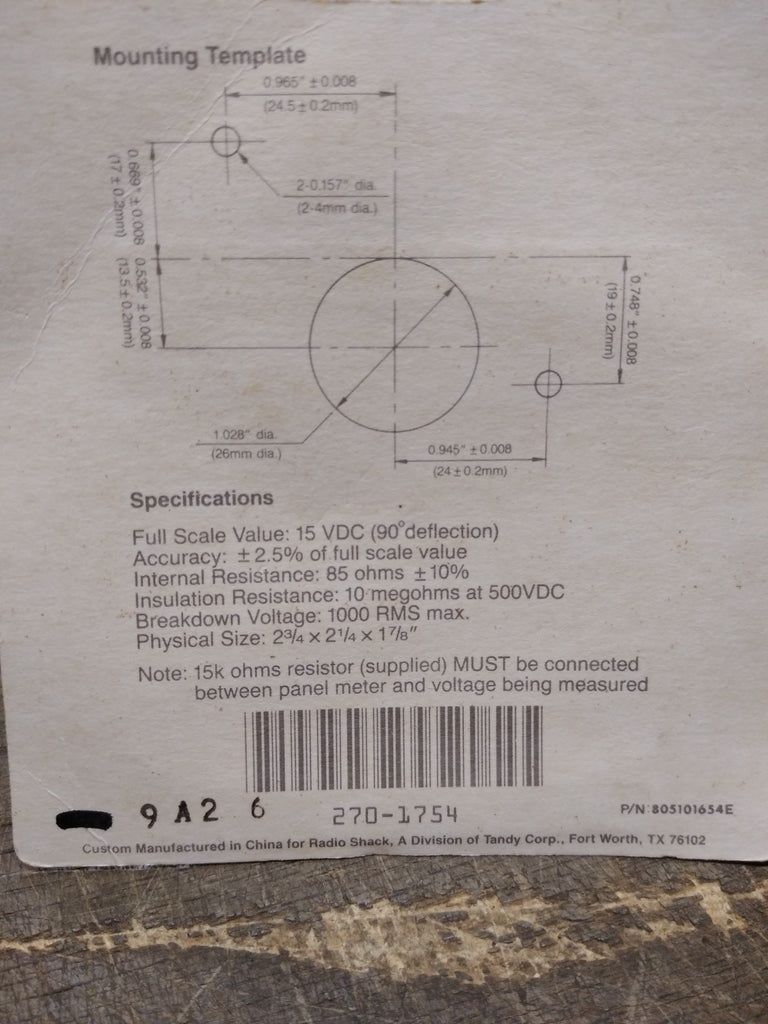 Mounting Template
0.965" ± 0.008
(24.5 ± 0.2mm)
0.669" ± 0.008
(17 ± 0.2mm)
2-0.157" dia.
(2-4mm dia.)
0.532" ± 0.008
(13.5 ± 0.2mm)
0.748" ± 0.008
(19 ± 0.2mm)
1.028" dia.
(26mm dia.)
0.945" ± 0.008
(24 ± 0.2mm)
Specifications
Full Scale Value: 15 VDC (90° deflection)
Accuracy: ± 2.5% of full scale value
Internal Resistance: 85 ohms ± 10%
Insulation Resistance: 10 megohms at 500VDC
Breakdown Voltage: 1000 RMS max.
Physical Size: 2¾ × 2¼ × 1⅞"
Note: 15k ohms resistor (supplied) MUST be connected
between panel meter and voltage being measured
9 A 2 6
270-1754
P/N:805101654E
Custom Manufactured in China for Radio Shack, A Division of Tandy Corp., Fort Worth, TX 76102